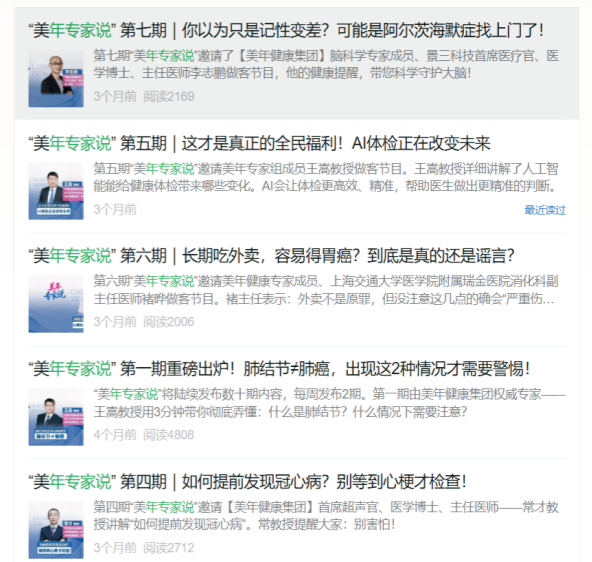 “美年专家说” 第七期｜你以为只是记性变差？可能是阿尔茨海默症找上门了！
第七期“美年专家说”邀请了【美年健康集团】脑科学专家成员、景三科技首席医疗官、医
学博士、主任医师李志鹏做客节目，他的健康提醒，带您科学守护大脑！
3个月前 阅读2169
“美年专家说” 第五期｜这才是真正的全民福利！AI体检正在改变未来
第五期“美年专家说”邀请美年专家组成员王嵩教授做客节目。王嵩教授详细讲解了人工智
能能给健康体检带来哪些变化。AI会让体检更高效、精准，帮助医生做出更精准的判断。
3个月前
最近读过
“美年专家说” 第六期｜长期吃外卖，容易得胃癌？到底是真的还是谣言？
第六期“美年专家说”邀请美年健康专家成员、上海交通大学医学院附属瑞金医院消化科副
主任医师褚晔做客节目。褚主任表示：外卖不是原罪，但没注意这几点的确会“严重伤…
3个月前 阅读2006
美年
专家说
“美年专家说” 第一期重磅出炉！肺结节≠肺癌，出现这2种情况才需要警惕！
“美年专家说”将陆续发布数十期内容，每周发布2期。第一期由美年健康集团权威专家——
王嵩教授用3分钟带你彻底弄懂：什么是肺结节？什么情况下需要注意？
4个月前 阅读4808
“美年专家说” 第四期｜如何提前发现冠心病？别等到心梗才检查！
第四期“美年专家说”邀请【美年健康集团】首席超声官、医学博士、主任医师——常才教
授讲解“如何提前发现冠心病”。常教授提醒大家：别害怕！
3个月前 阅读2712